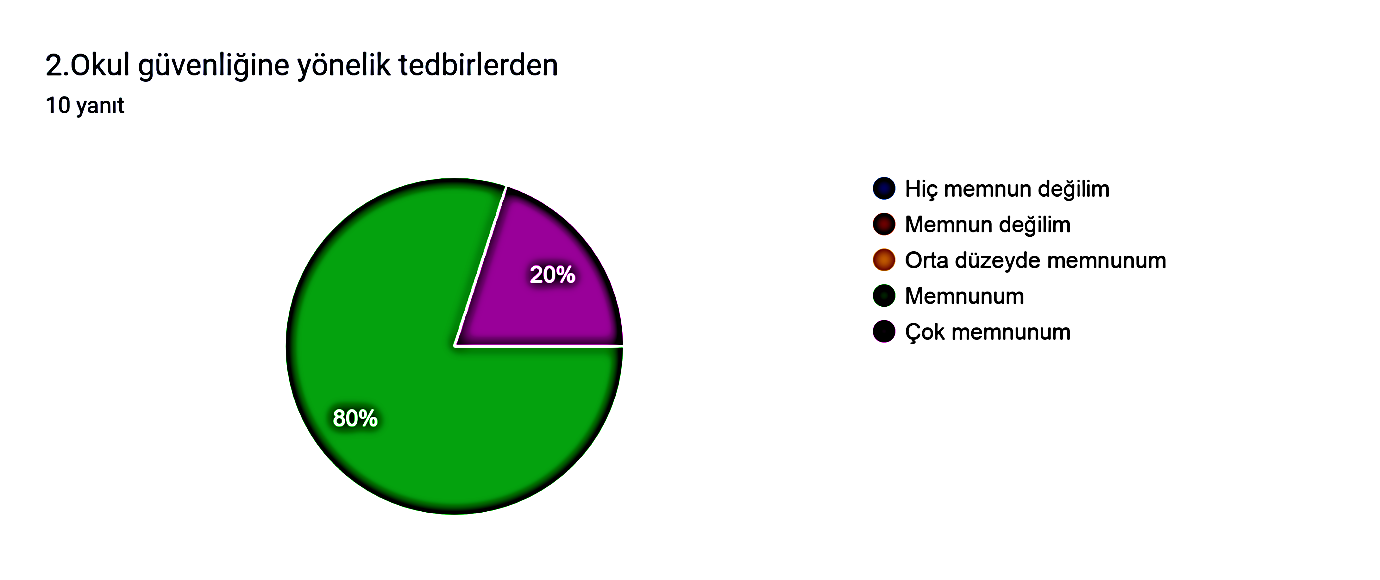 2.Okul güvenliğine yönelik tedbirlerden
10 yanıt
20%
80%
Hiç memnun değilim
Memnun değilim
Orta düzeyde memnunum
Memnunum
Çok memnunum